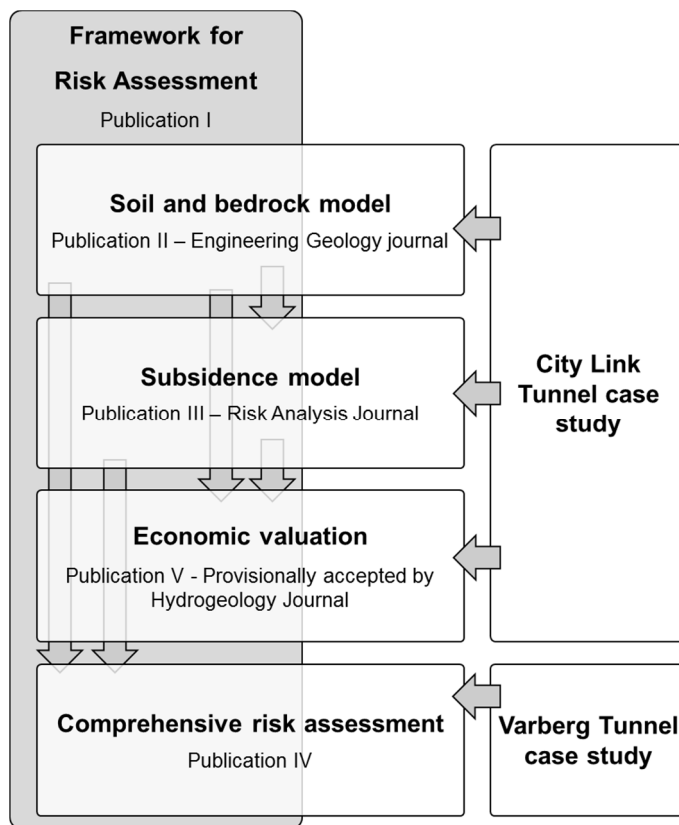 Framework for
Risk Assessment
Publication I
Soil and bedrock model
Publication II – Engineering Geology journal
Subsidence model
Publication III – Risk Analysis Journal
Economic valuation
Publication V - Provisionally accepted by
Hydrogeology Journal
Comprehensive risk assessment
Publication IV
City Link
Tunnel case
study
Varberg Tunnel
case study